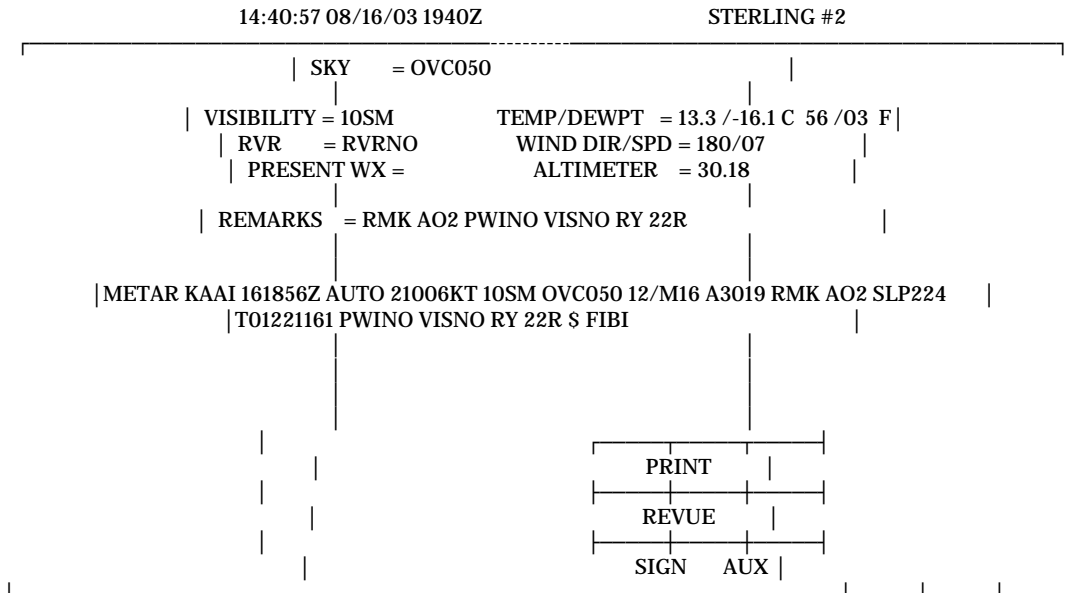 14:40:57 08/16/03 1940Z STERLING #2
SKY = OVC050
VISIBILITY = 10SM TEMP/DEWPT = 13.3 /-16.1 C 56 /03 F
RVR = RVRNO WIND DIR/SPD = 180/07
PRESENT WX = ALTIMETER = 30.18
REMARKS = RMK AO2 PWINO VISNO RY 22R
METAR KAAI 161856Z AUTO 21006KT 10SM OVC050 12/M16 A3019 RMK AO2 SLP224
T01221161 PWINO VISNO RY 22R $ FIBI
PRINT
REVUE
SIGN AUX